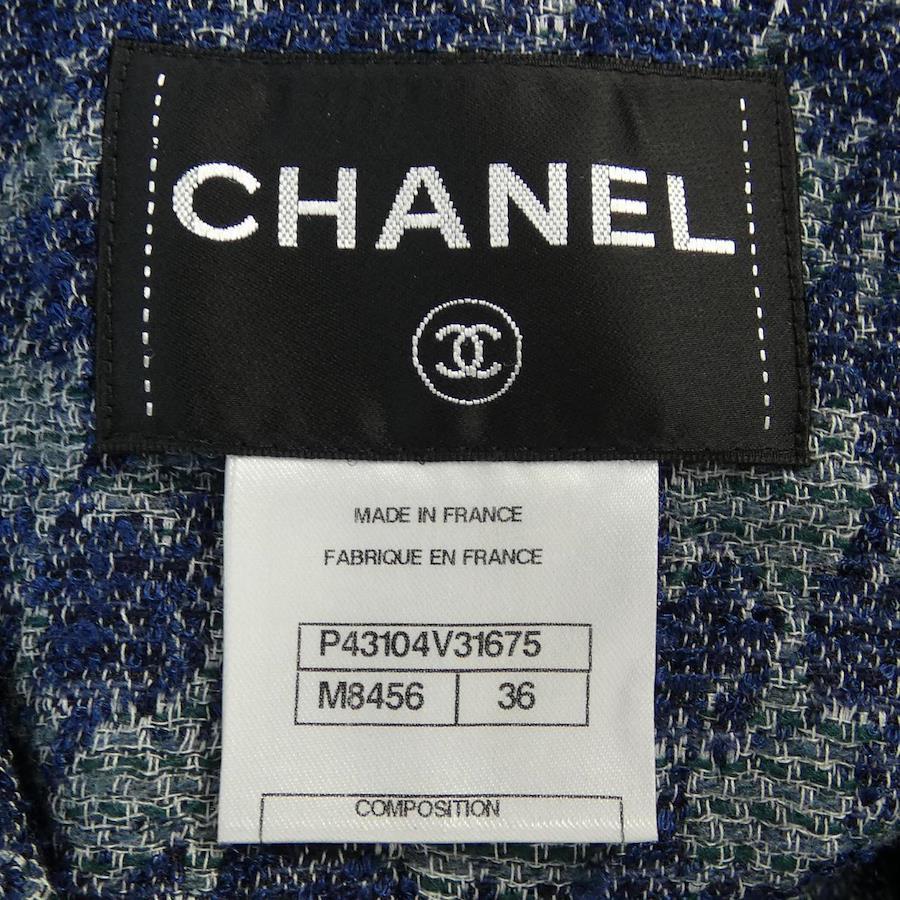 CHANEL
MADE IN FRANCE
FABRIQUE EN FRANCE
P43104V31675
M8456 36
COMPOSITION